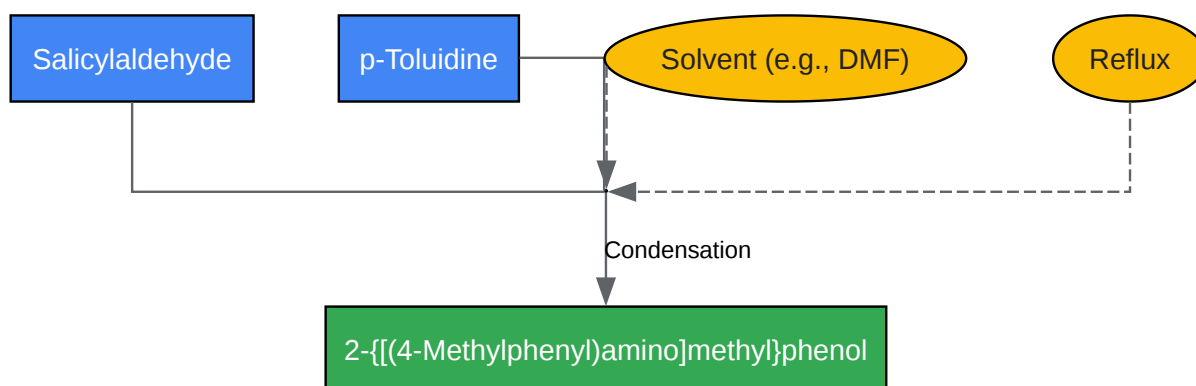 Salicylaldehyde
p-Toluidine
Solvent (e.g., DMF)
Reflux
Condensation
2-{[(4-Methylphenyl)amino]methyl}phenol